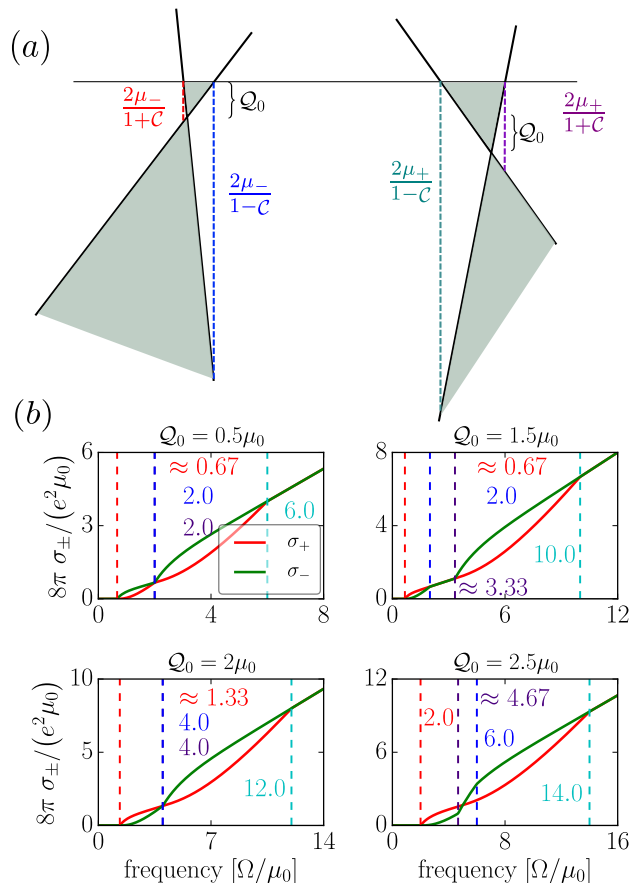 (a)
2μ₋/(1+C)
2μ₋/(1−C)
} Q₀
2μ₊/(1−C)
} Q₀
2μ₊/(1+C)
(b)
Q₀ = 0.5μ₀
8π σ±/(e²μ₀)
6
3
0
≈ 0.67
2.0
2.0
6.0
σ₊
σ₋
0 4 8
Q₀ = 1.5μ₀
8
4
0
≈ 0.67
2.0
10.0
≈ 3.33
0 6 12
Q₀ = 2μ₀
8π σ±/(e²μ₀)
10
5
0
≈ 1.33
4.0
4.0
12.0
0 7 14
frequency [Ω/μ₀]
Q₀ = 2.5μ₀
12
6
0
≈ 4.67
2.0
6.0
14.0
0 8 16
frequency [Ω/μ₀]